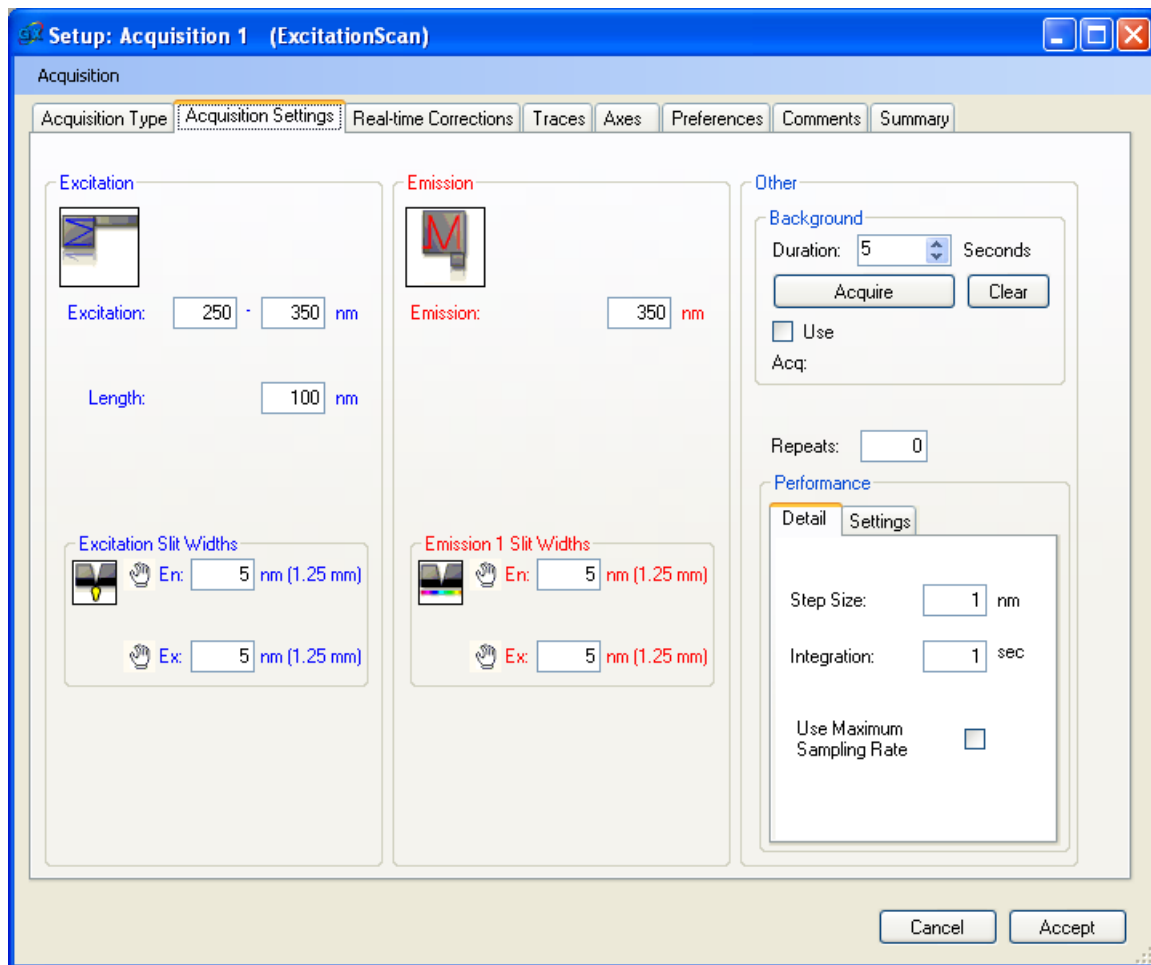 Setup: Acquisition 1 (ExcitationScan)
Acquisition
Acquisition Type Acquisition Settings Real-time Corrections Traces Axes Preferences Comments Summary
Excitation
Excitation: 250 - 350 nm
Length: 100 nm
Excitation Slit Widths
En: 5 nm (1.25 mm)
Ex: 5 nm (1.25 mm)
Emission
M
Emission: 350 nm
Emission 1 Slit Widths
En: 5 nm (1.25 mm)
Ex: 5 nm (1.25 mm)
Other
Background
Duration: 5 Seconds
Acquire Clear
Use
Acq:
Repeats: 0
Performance
Detail Settings
Step Size: 1 nm
Integration: 1 sec
Use Maximum
Sampling Rate
Cancel Accept